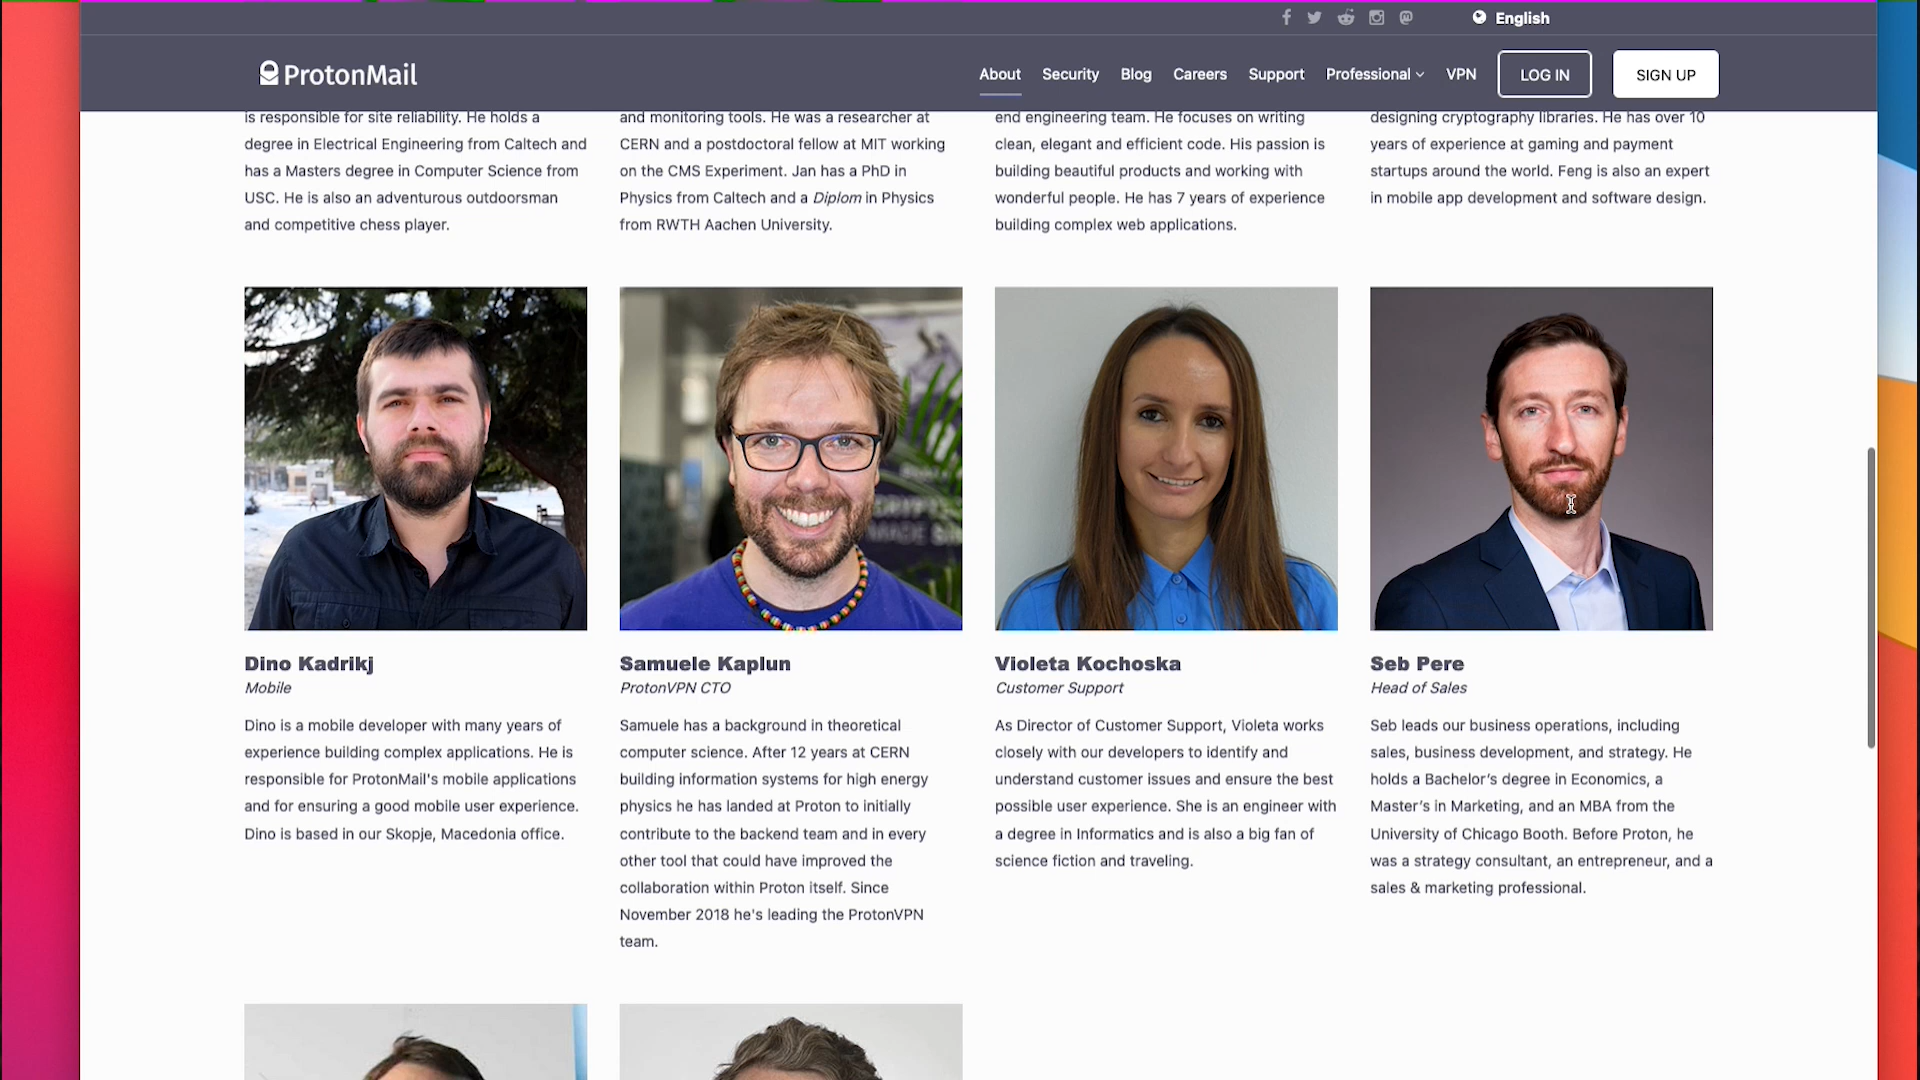 English
ProtonMail
About Security Blog Careers Support Professional VPN LOG IN SIGN UP
is responsible for site reliability. He holds a
degree in Electrical Engineering from Caltech and
has a Masters degree in Computer Science from
USC. He is also an adventurous outdoorsman
and competitive chess player.
and monitoring tools. He was a researcher at
CERN and a postdoctoral fellow at MIT working
on the CMS Experiment. Jan has a PhD in
Physics from Caltech and a Diplom in Physics
from RWTH Aachen University.
end engineering team. He focuses on writing
clean, elegant and efficient code. His passion is
building beautiful products and working with
wonderful people. He has 7 years of experience
building complex web applications.
designing cryptography libraries. He has over 10
years of experience at gaming and payment
startups around the world. Feng is also an expert
in mobile app development and software design.
Dino Kadrikj
Mobile
Dino is a mobile developer with many years of
experience building complex applications. He is
responsible for ProtonMail's mobile applications
and for ensuring a good mobile user experience.
Dino is based in our Skopje, Macedonia office.
Samuele Kaplun
ProtonVPN CTO
Samuele has a background in theoretical
computer science. After 12 years at CERN
building information systems for high energy
physics he has landed at Proton to initially
contribute to the backend team and in every
other tool that could have improved the
collaboration within Proton itself. Since
November 2018 he's leading the ProtonVPN
team.
Violeta Kochoska
Customer Support
As Director of Customer Support, Violeta works
closely with our developers to identify and
understand customer issues and ensure the best
possible user experience. She is an engineer with
a degree in Informatics and is also a big fan of
science fiction and traveling.
Seb Pere
Head of Sales
Seb leads our business operations, including
sales, business development, and strategy. He
holds a Bachelor’s degree in Economics, a
Master’s in Marketing, and an MBA from the
University of Chicago Booth. Before Proton, he
was a strategy consultant, an entrepreneur, and a
sales & marketing professional.